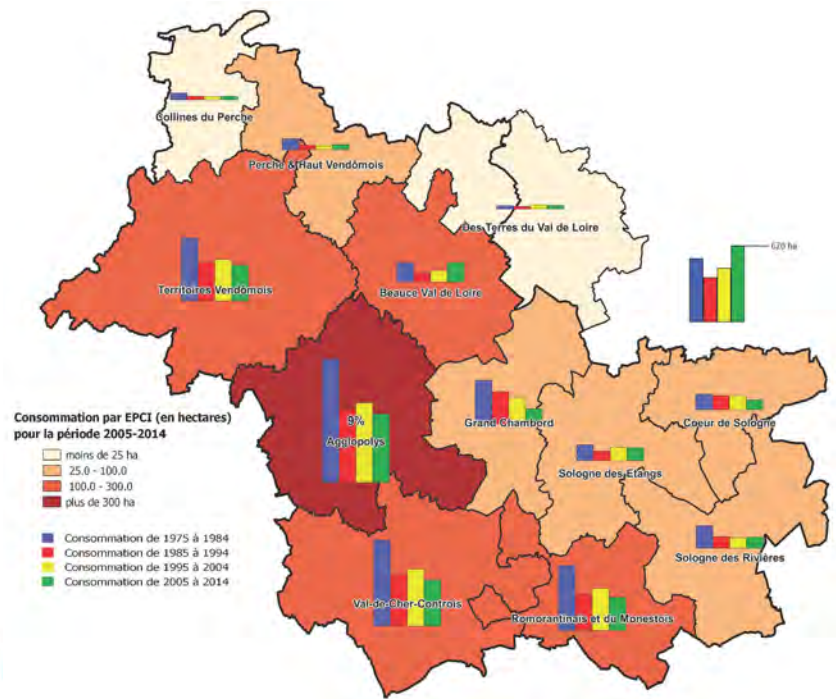 Collines du Perche
Perche & Haut Vendômois
Des Terres du Val de Loire
620 ha
Territoires Vendômois
Beauce Val de Loire
9%
Agglopolys
Grand Chambord
Coeur de Sologne
Sologne des Etangs
Sologne des Rivières
Val-de-Cher-Controis
Romorantinais et du Monestois
Consommation par EPCI (en hectares)
pour la période 2005-2014
moins de 25 ha
25.0 - 100.0
100.0 - 300.0
plus de 300 ha
Consommation de 1975 à 1984
Consommation de 1985 à 1994
Consommation de 1995 à 2004
Consommation de 2005 à 2014